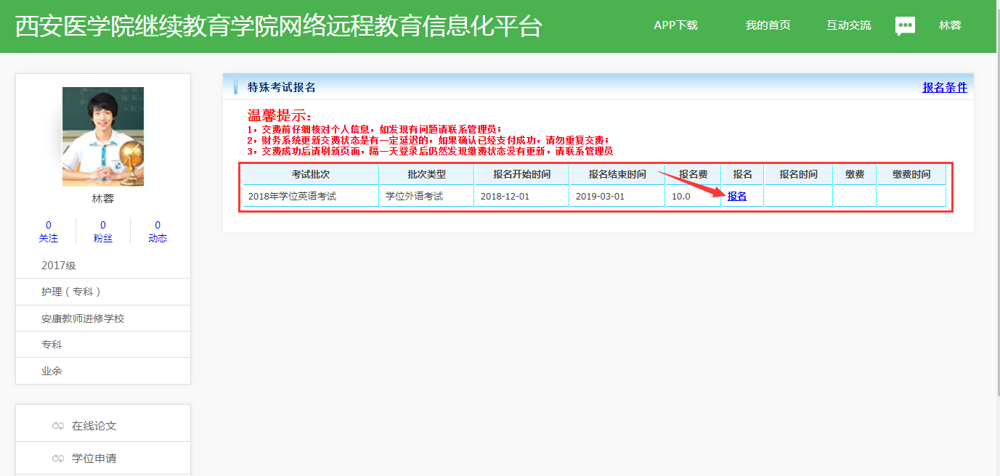 西安医学院继续教育学院网络远程教育信息化平台
APP下载 我的首页 互动交流 林蓉
林蓉
0 0 0
关注 粉丝 动态
2017级
护理（专科）
安康教师进修学校
专科
业余
在线论文
学位申请
特殊考试报名 报名条件
温馨提示：
1，交费前仔细核对个人信息，如发现有问题请联系管理员；
2，财务系统更新交费状态是有一定延迟的，如果确认已经支付成功，请勿重复交费；
3，交费成功后请刷新页面，隔一天登录后仍然发现缴费状态没有更新，请联系管理员
考试批次 批次类型 报名开始时间 报名结束时间 报名费 报名 报名时间 缴费 缴费时间
2018年学位英语考试 学位外语考试 2018-12-01 2019-03-01 10.0 报名